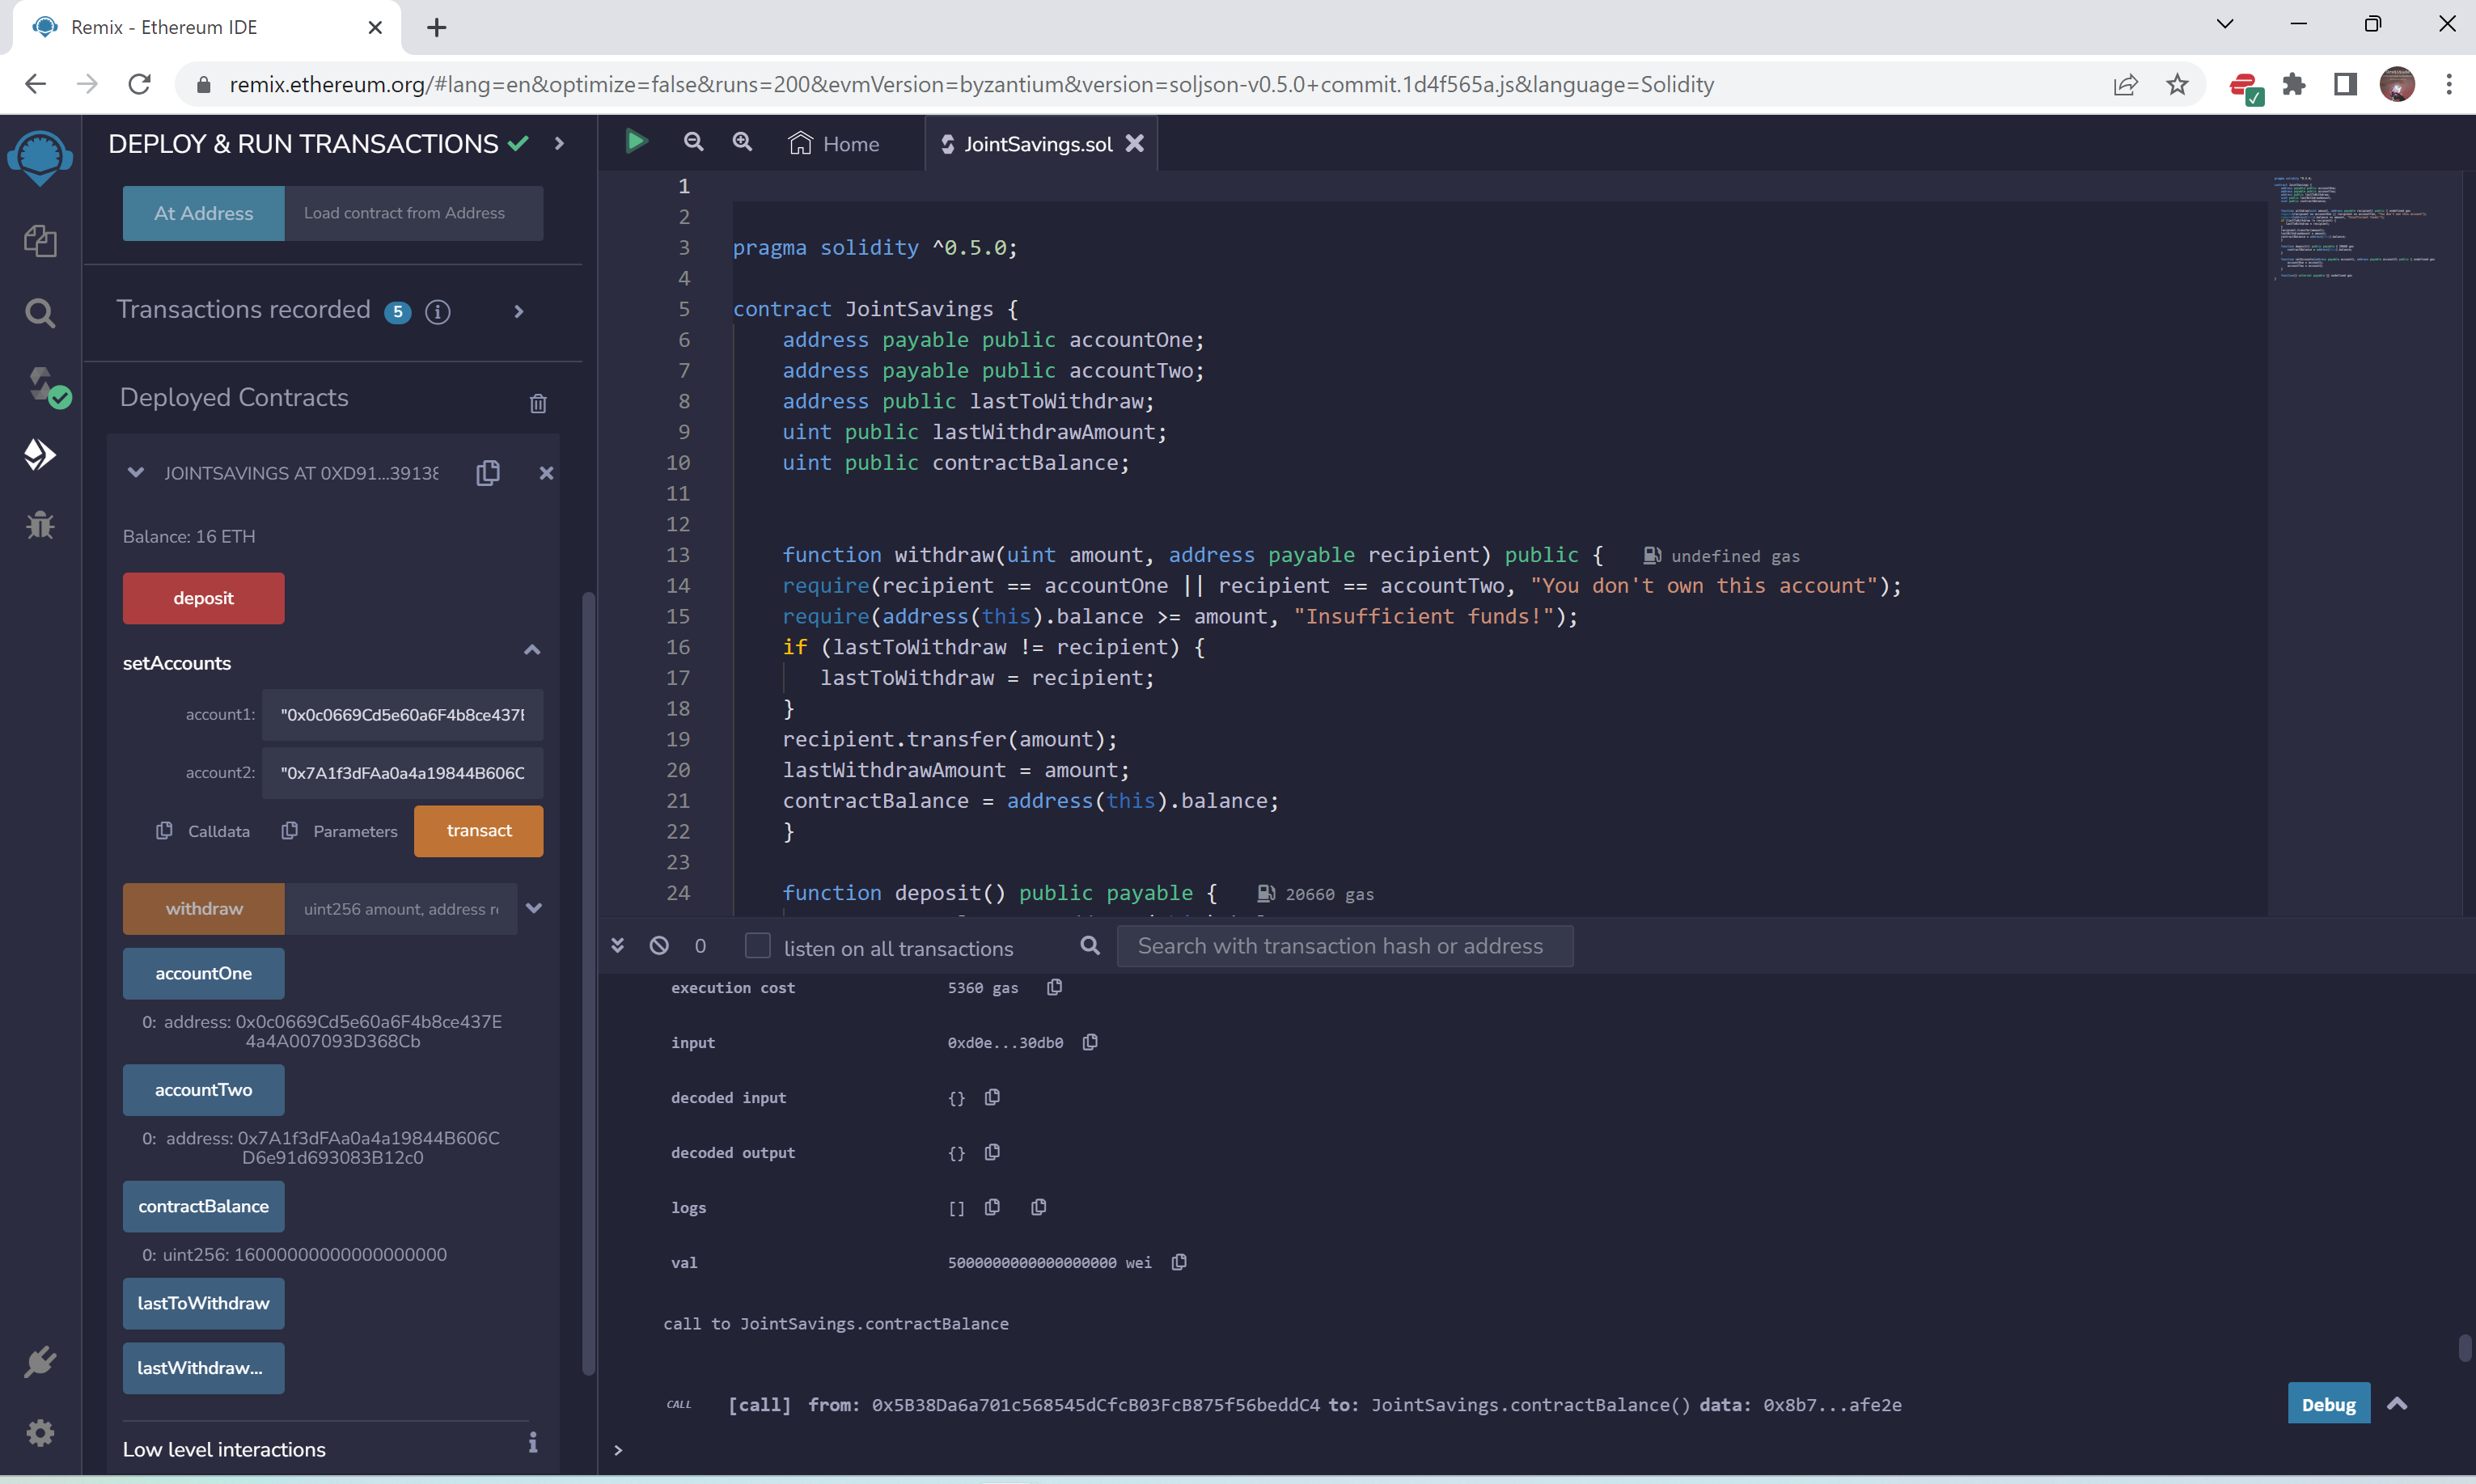 Remix - Ethereum IDE
remix.ethereum.org/#lang=en&optimize=false&runs=200&evmVersion=byzantium&version=soljson-v0.5.0+commit.1d4f565a.js&language=Solidity
DEPLOY & RUN TRANSACTIONS
At Address
Load contract from Address
Transactions recorded 5 i
Deployed Contracts
JOINTSAVINGS AT 0XD91...39138
Balance: 16 ETH
deposit
setAccounts
account1: "0x0c0669Cd5e60a6F4b8ce437E
account2: "0x7A1f3dFAa0a4a19844B606C
Calldata Parameters transact
withdraw uint256 amount, address re
accountOne
0: address: 0x0c0669Cd5e60a6F4b8ce437E
4a4A007093D368Cb
accountTwo
0: address: 0x7A1f3dFAa0a4a19844B606C
D6e91d693083B12c0
contractBalance
0: uint256: 16000000000000000000
lastToWithdraw
lastWithdraw...
Low level interactions i
Home
JointSavings.sol
1
2
3 pragma solidity ^0.5.0;
4
5 contract JointSavings {
6 address payable public accountOne;
7 address payable public accountTwo;
8 address public lastToWithdraw;
9 uint public lastWithdrawAmount;
10 uint public contractBalance;
11
12
13 function withdraw(uint amount, address payable recipient) public { undefined gas
14 require(recipient == accountOne || recipient == accountTwo, "You don't own this account");
15 require(address(this).balance >= amount, "Insufficient funds!");
16 if (lastToWithdraw != recipient) {
17 lastToWithdraw = recipient;
18 }
19 recipient.transfer(amount);
20 lastWithdrawAmount = amount;
21 contractBalance = address(this).balance;
22 }
23
24 function deposit() public payable { 20660 gas
0 listen on all transactions Search with transaction hash or address
execution cost 5360 gas
input 0xd0e...30db0
decoded input {}
decoded output {}
logs []
val 5000000000000000000 wei
call to JointSavings.contractBalance
CALL [call] from: 0x5B38Da6a701c568545dCfcB03FcB875f56beddC4 to: JointSavings.contractBalance() data: 0x8b7...afe2e
Debug
>